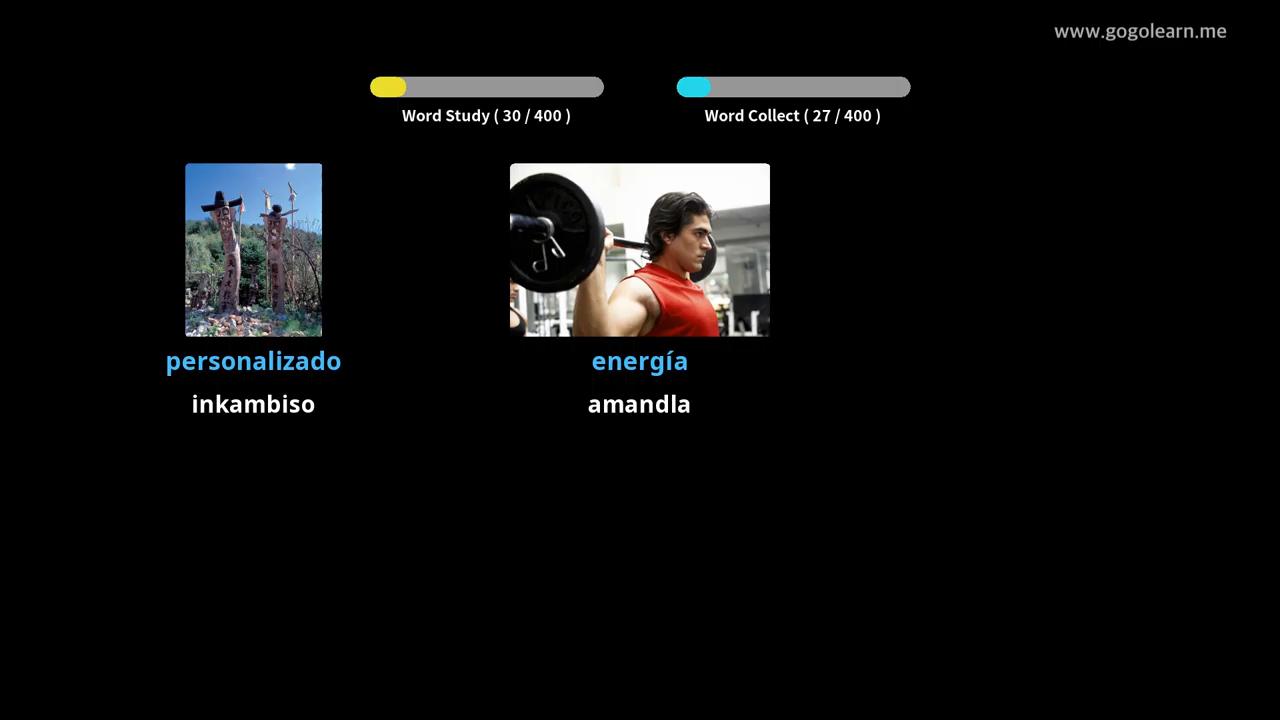 www.gogolearn.me
Word Study ( 30 / 400 )
Word Collect ( 27 / 400 )
personalizado
energía
inkambiso
amandla